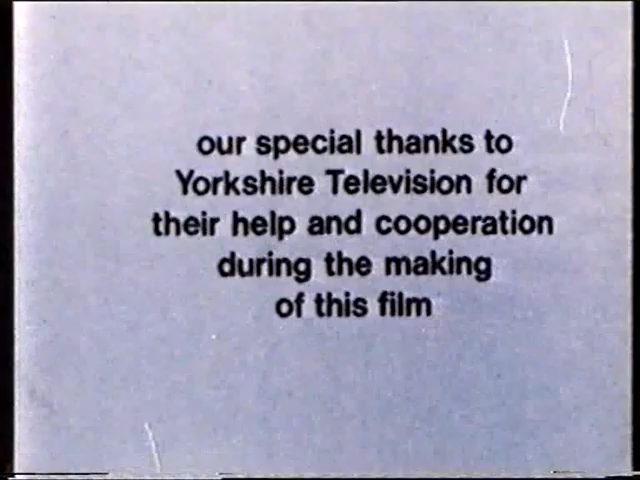 our special thanks to
Yorkshire Television for
their help and cooperation
during the making
of this film